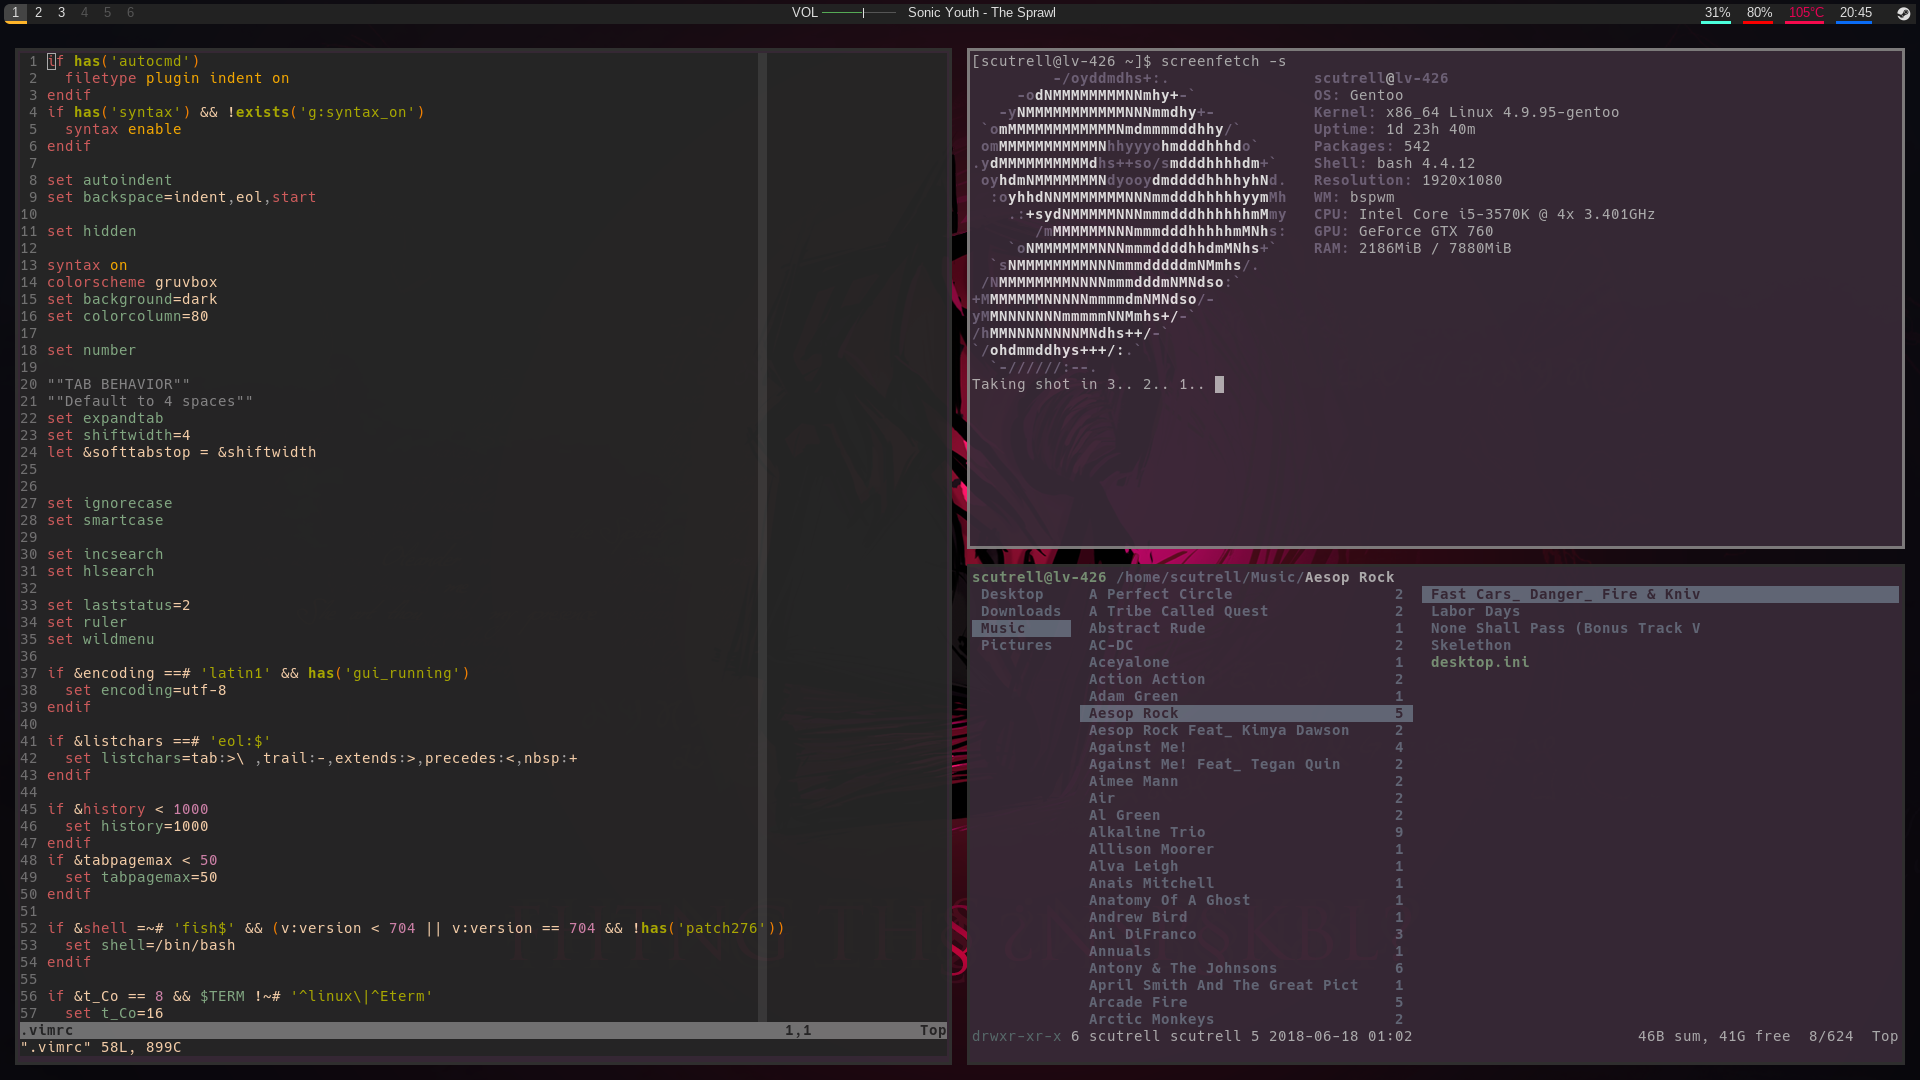 1 2 3 4 5 6
VOL
Sonic Youth - The Sprawl
31% 80% 105°C 20:45
1 if has('autocmd')
2   filetype plugin indent on
3 endif
4 if has('syntax') && !exists('g:syntax_on')
5   syntax enable
6 endif
7
8 set autoindent
9 set backspace=indent,eol,start
10
11 set hidden
12
13 syntax on
14 colorscheme gruvbox
15 set background=dark
16 set colorcolumn=80
17
18 set number
19
20 ""TAB BEHAVIOR""
21 ""Default to 4 spaces""
22 set expandtab
23 set shiftwidth=4
24 let &softtabstop = &shiftwidth
25
26
27 set ignorecase
28 set smartcase
29
30 set incsearch
31 set hlsearch
32
33 set laststatus=2
34 set ruler
35 set wildmenu
36
37 if &encoding ==# 'latin1' && has('gui_running')
38   set encoding=utf-8
39 endif
40
41 if &listchars ==# 'eol:$'
42   set listchars=tab:>\ ,trail:-,extends:>,precedes:<,nbsp:+
43 endif
44
45 if &history < 1000
46   set history=1000
47 endif
48 if &tabpagemax < 50
49   set tabpagemax=50
50 endif
51
52 if &shell =~# 'fish$' && (v:version < 704 || v:version == 704 && !has('patch276'))
53   set shell=/bin/bash
54 endif
55
56 if &t_Co == 8 && $TERM !~# '^linux\|^Eterm'
57   set t_Co=16
.vimrc 1,1 Top
".vimrc" 58L, 899C
[scutrell@lv-426 ~]$ screenfetch -s
         -/oyddmdhs+:.                scutrell@lv-426
     -odNMMMMMMMMNNmhy+-`             OS: Gentoo
   -yNMMMMMMMMMMMNNNmmdhy+-           Kernel: x86_64 Linux 4.9.95-gentoo
 `omMMMMMMMMMMMMNmdmmmmddhhy/`        Uptime: 1d 23h 40m
 omMMMMMMMMMMMNhhyyyohmdddhhhdo`      Packages: 542
.ydMMMMMMMMMMdhs++so/smdddhhhhdm+`    Shell: bash 4.4.12
 oyhdmNMMMMMMMNdyooydmddddhhhhyhNd.   Resolution: 1920x1080
  :oyhhdNNMMMMMMMNNNmmdddhhhhhyymMh   WM: bspwm
    .:+sydNMMMMMNNNmmmdddhhhhhhmMmy   CPU: Intel Core i5-3570K @ 4x 3.401GHz
       /mMMMMMMNNNmmmdddhhhhhmMNhs:   GPU: GeForce GTX 760
    `oNMMMMMMMNNNmmmddddhhdmMNhs+`    RAM: 2186MiB / 7880MiB
  `sNMMMMMMMMNNNmmmdddddmNMmhs/.
 /NMMMMMMMMNNNNmmmdddmNMNdso:`
+MMMMMMMNNNNNmmmmdmNMNdso/-
yMMNNNNNNNmmmmmNNMmhs+/-`
/hMMNNNNNNNNMNdhs++/-`
`/ohdmmddhys+++/:.`
  `-//////:--.
Taking shot in 3.. 2.. 1..
scutrell@lv-426 /home/scutrell/Music/Aesop Rock
Desktop
Downloads
Music
Pictures
A Perfect Circle 2
A Tribe Called Quest 2
Abstract Rude 1
AC-DC 2
Aceyalone 1
Action Action 2
Adam Green 1
Aesop Rock 5
Aesop Rock Feat_ Kimya Dawson 2
Against Me! 4
Against Me! Feat_ Tegan Quin 2
Aimee Mann 2
Air 2
Al Green 2
Alkaline Trio 9
Allison Moorer 1
Alva Leigh 1
Anais Mitchell 1
Anatomy Of A Ghost 1
Andrew Bird 1
Ani DiFranco 3
Annuals 1
Antony & The Johnsons 6
April Smith And The Great Pict 1
Arcade Fire 5
Arctic Monkeys 2
Fast Cars_ Danger_ Fire & Kniv
Labor Days
None Shall Pass (Bonus Track V
Skelethon
desktop.ini
drwxr-xr-x 6 scutrell scutrell 5 2018-06-18 01:02 46B sum, 41G free 8/624 Top